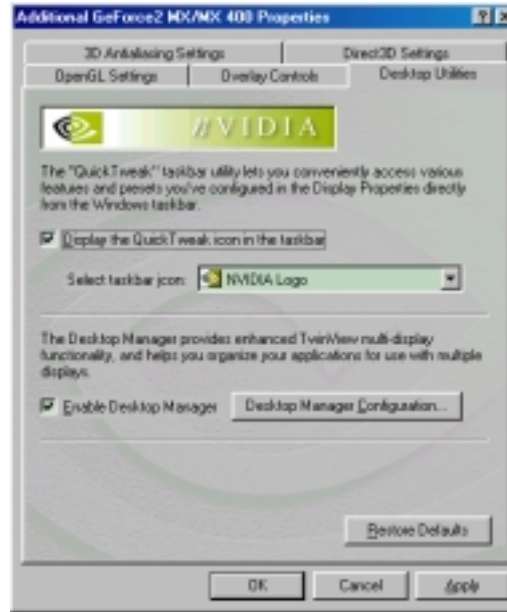 Additional GeForce2 MX/MX 400 Properties
3D Antialiasing Settings
Direct3D Settings
OpenGL Settings
Overlay Controls
Desktop Utilities
nVIDIA
The "QuickTweak" taskbar utility lets you conveniently access various
features and presets you've configured in the Display Properties directly
from the Windows taskbar.
Display the QuickTweak icon in the taskbar
Select taskbar icon:
NVIDIA Logo
The Desktop Manager provides enhanced TwinView multi-display
functionality, and helps you organize your applications for use with multiple
displays.
Enable Desktop Manager
Desktop Manager Configuration...
Restore Defaults
OK
Cancel
Apply